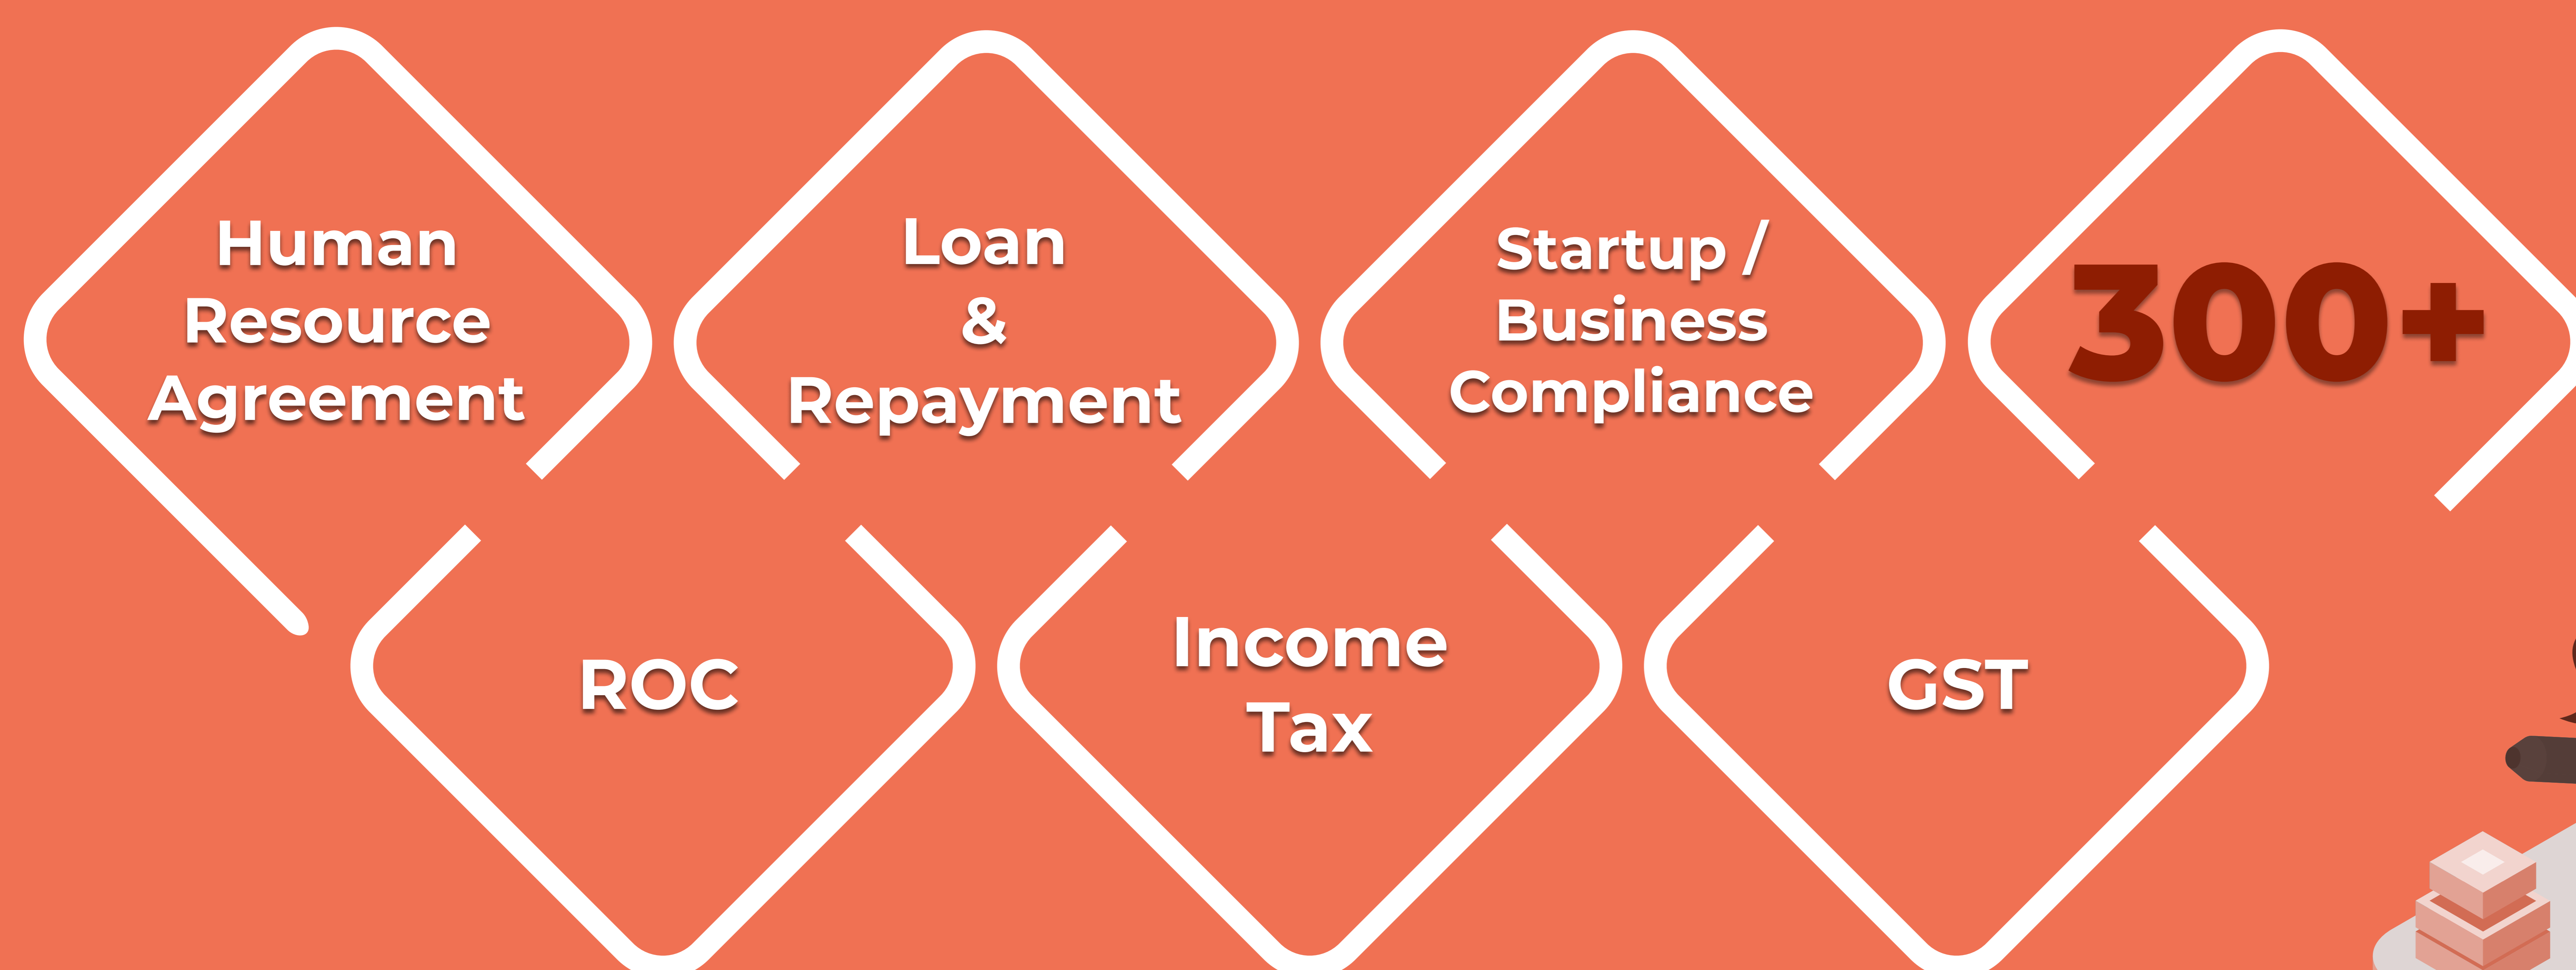 Human
Resource
Agreement
Loan
&
Repayment
Startup /
Business
Compliance
300+
ROC
Income
Tax
GST